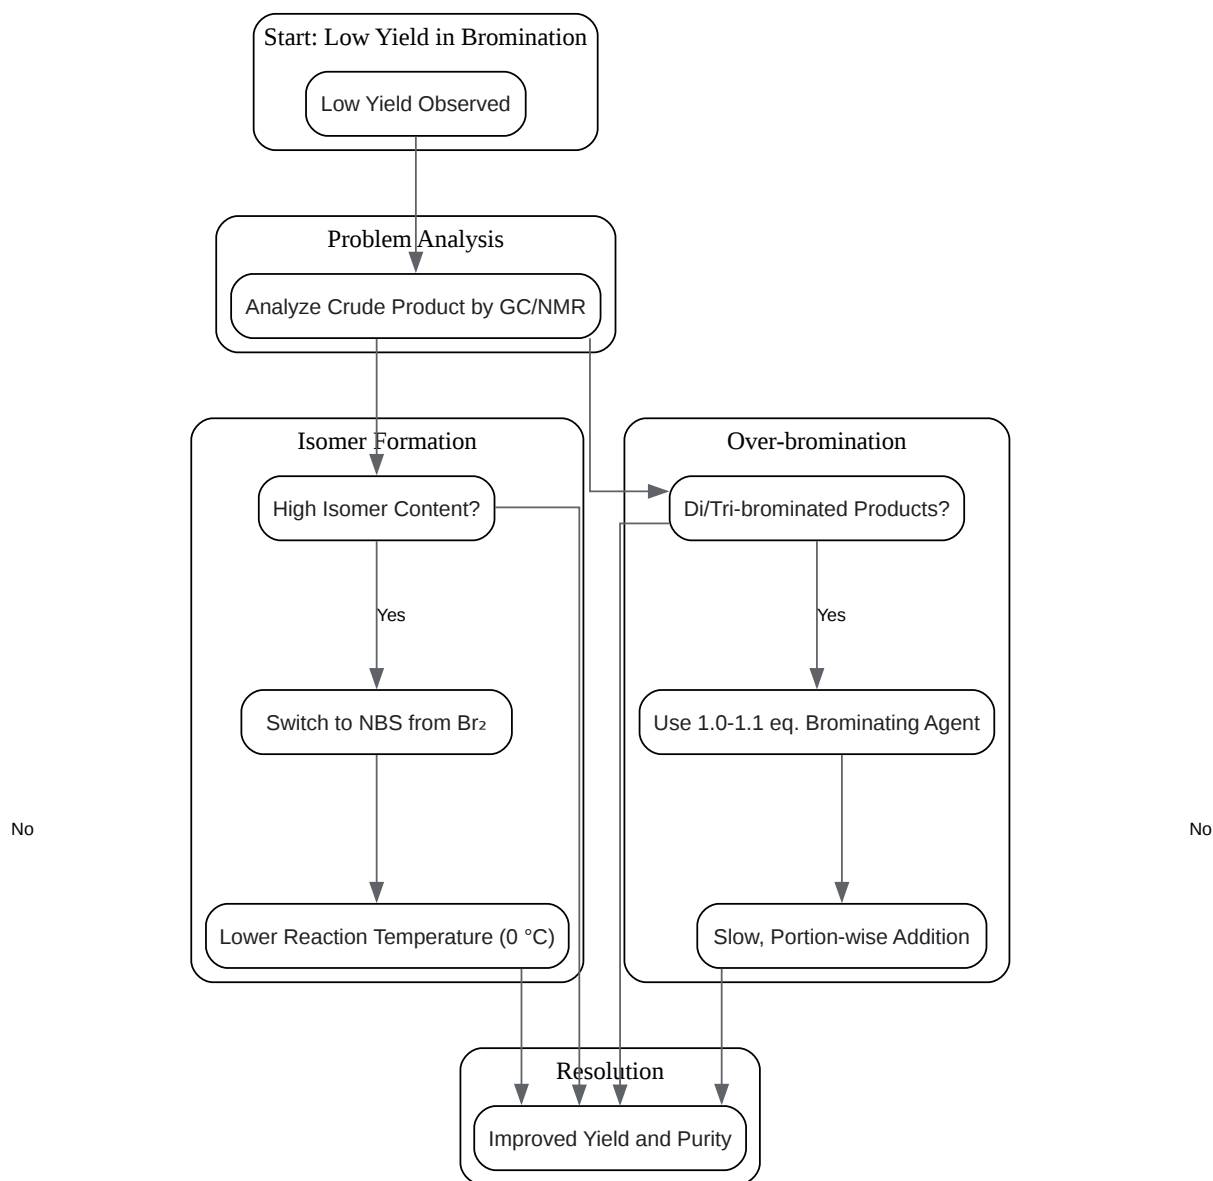 Start: Low Yield in Bromination
Low Yield Observed
Problem Analysis
Analyze Crude Product by GC/NMR
Isomer Formation
Over-bromination
High Isomer Content?
Di/Tri-brominated Products?
Yes
Yes
Switch to NBS from Br₂
Use 1.0-1.1 eq. Brominating Agent
No
No
Lower Reaction Temperature (0 °C)
Slow, Portion-wise Addition
Resolution
Improved Yield and Purity